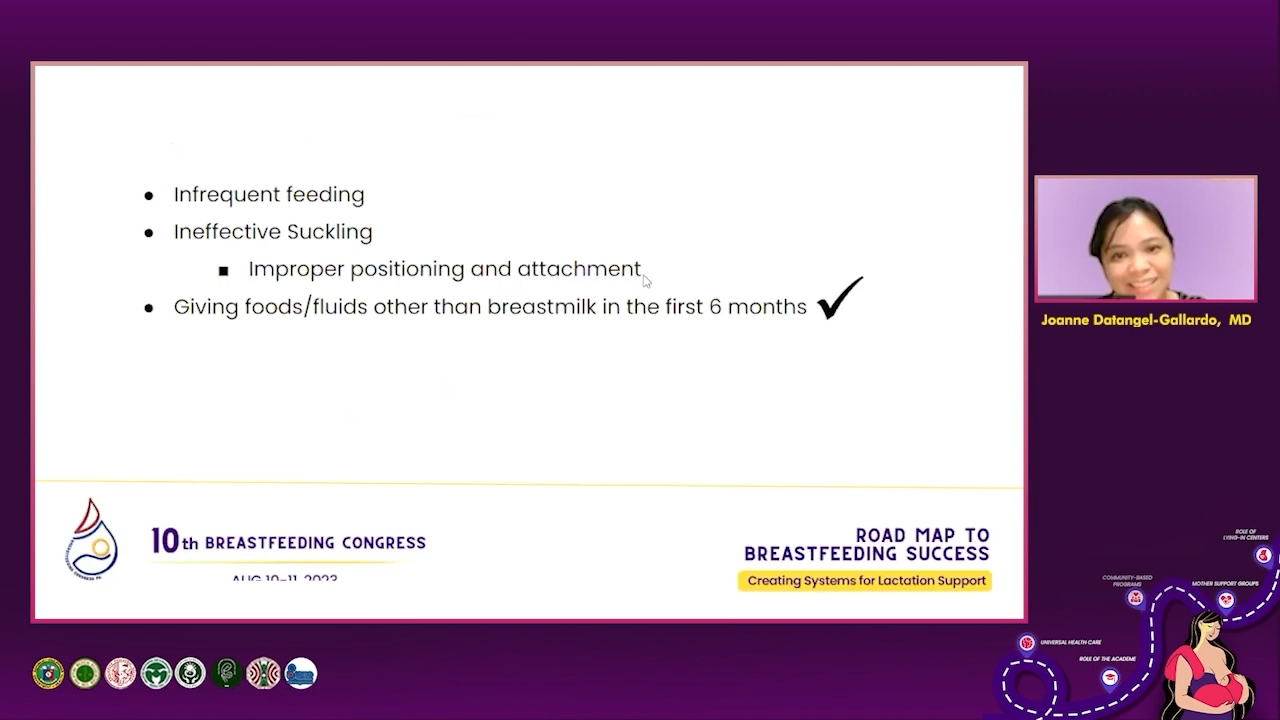 Infrequent feeding
Ineffective Suckling
Improper positioning and attachment
Giving foods/fluids other than breastmilk in the first 6 months
Joanne Datangel-Gallardo, MD
10th BREASTFEEDING CONGRESS
AUG 10-11, 2023
ROAD MAP TO
BREASTFEEDING SUCCESS
Creating Systems for Lactation Support
ROLE OF
LYING-IN CENTERS
COMMUNITY-BASED
PROGRAMS
MOTHER SUPPORT GROUPS
UNIVERSAL HEALTH CARE
ROLE OF THE ACADEME